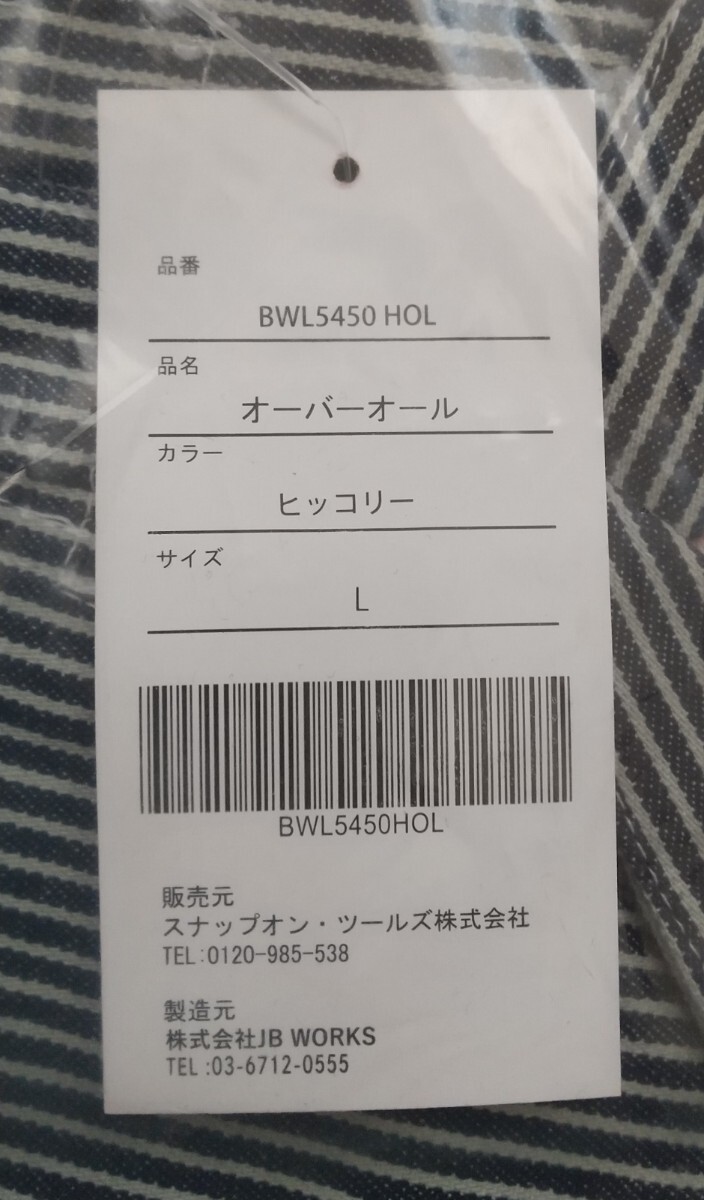 品番
BWL5450 HOL
品名
オーバーオール
カラー
ヒッコリー
サイズ
L
BWL5450HOL
販売元
スナップオン・ツールズ株式会社
TEL:0120-985-538
製造元
株式会社JB WORKS
TEL :03-6712-0555